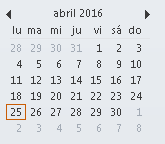 abril 2016
lu ma mi ju vi sá do
28 29 30 31 1 2 3
4 5 6 7 8 9 10
11 12 13 14 15 16 17
18 19 20 21 22 23 24
25 26 27 28 29 30 1
2 3 4 5 6 7 8